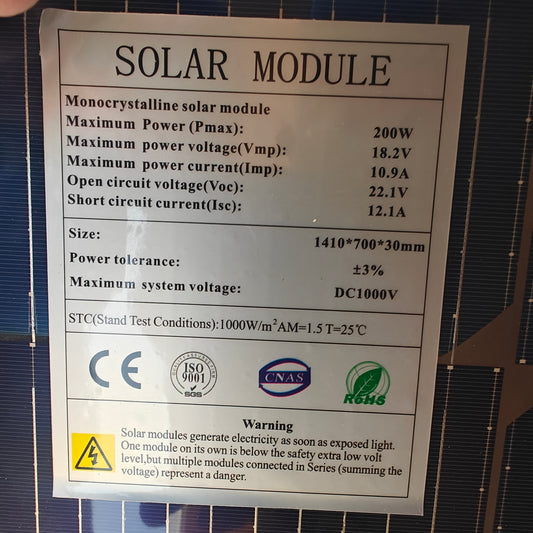 SOLAR MODULE
Monocrystalline solar module
Maximum Power (Pmax): 200W
Maximum power voltage(Vmp): 18.2V
Maximum power current(Imp): 10.9A
Open circuit voltage(Voc): 22.1V
Short circuit current(Isc): 12.1A
Size: 1410*700*30mm
Power tolerance: ±3%
Maximum system voltage: DC1000V
STC(Stand Test Conditions):1000W/m²AM=1.5 T=25℃
CE
ISO
9001
SGS
CNAS
RoHS
Warning
Solar modules generate electricity as soon as exposed light.
One module on its own is below the safety extra low volt
level,but multiple modules connected in Series (summing the
voltage) represent a danger.